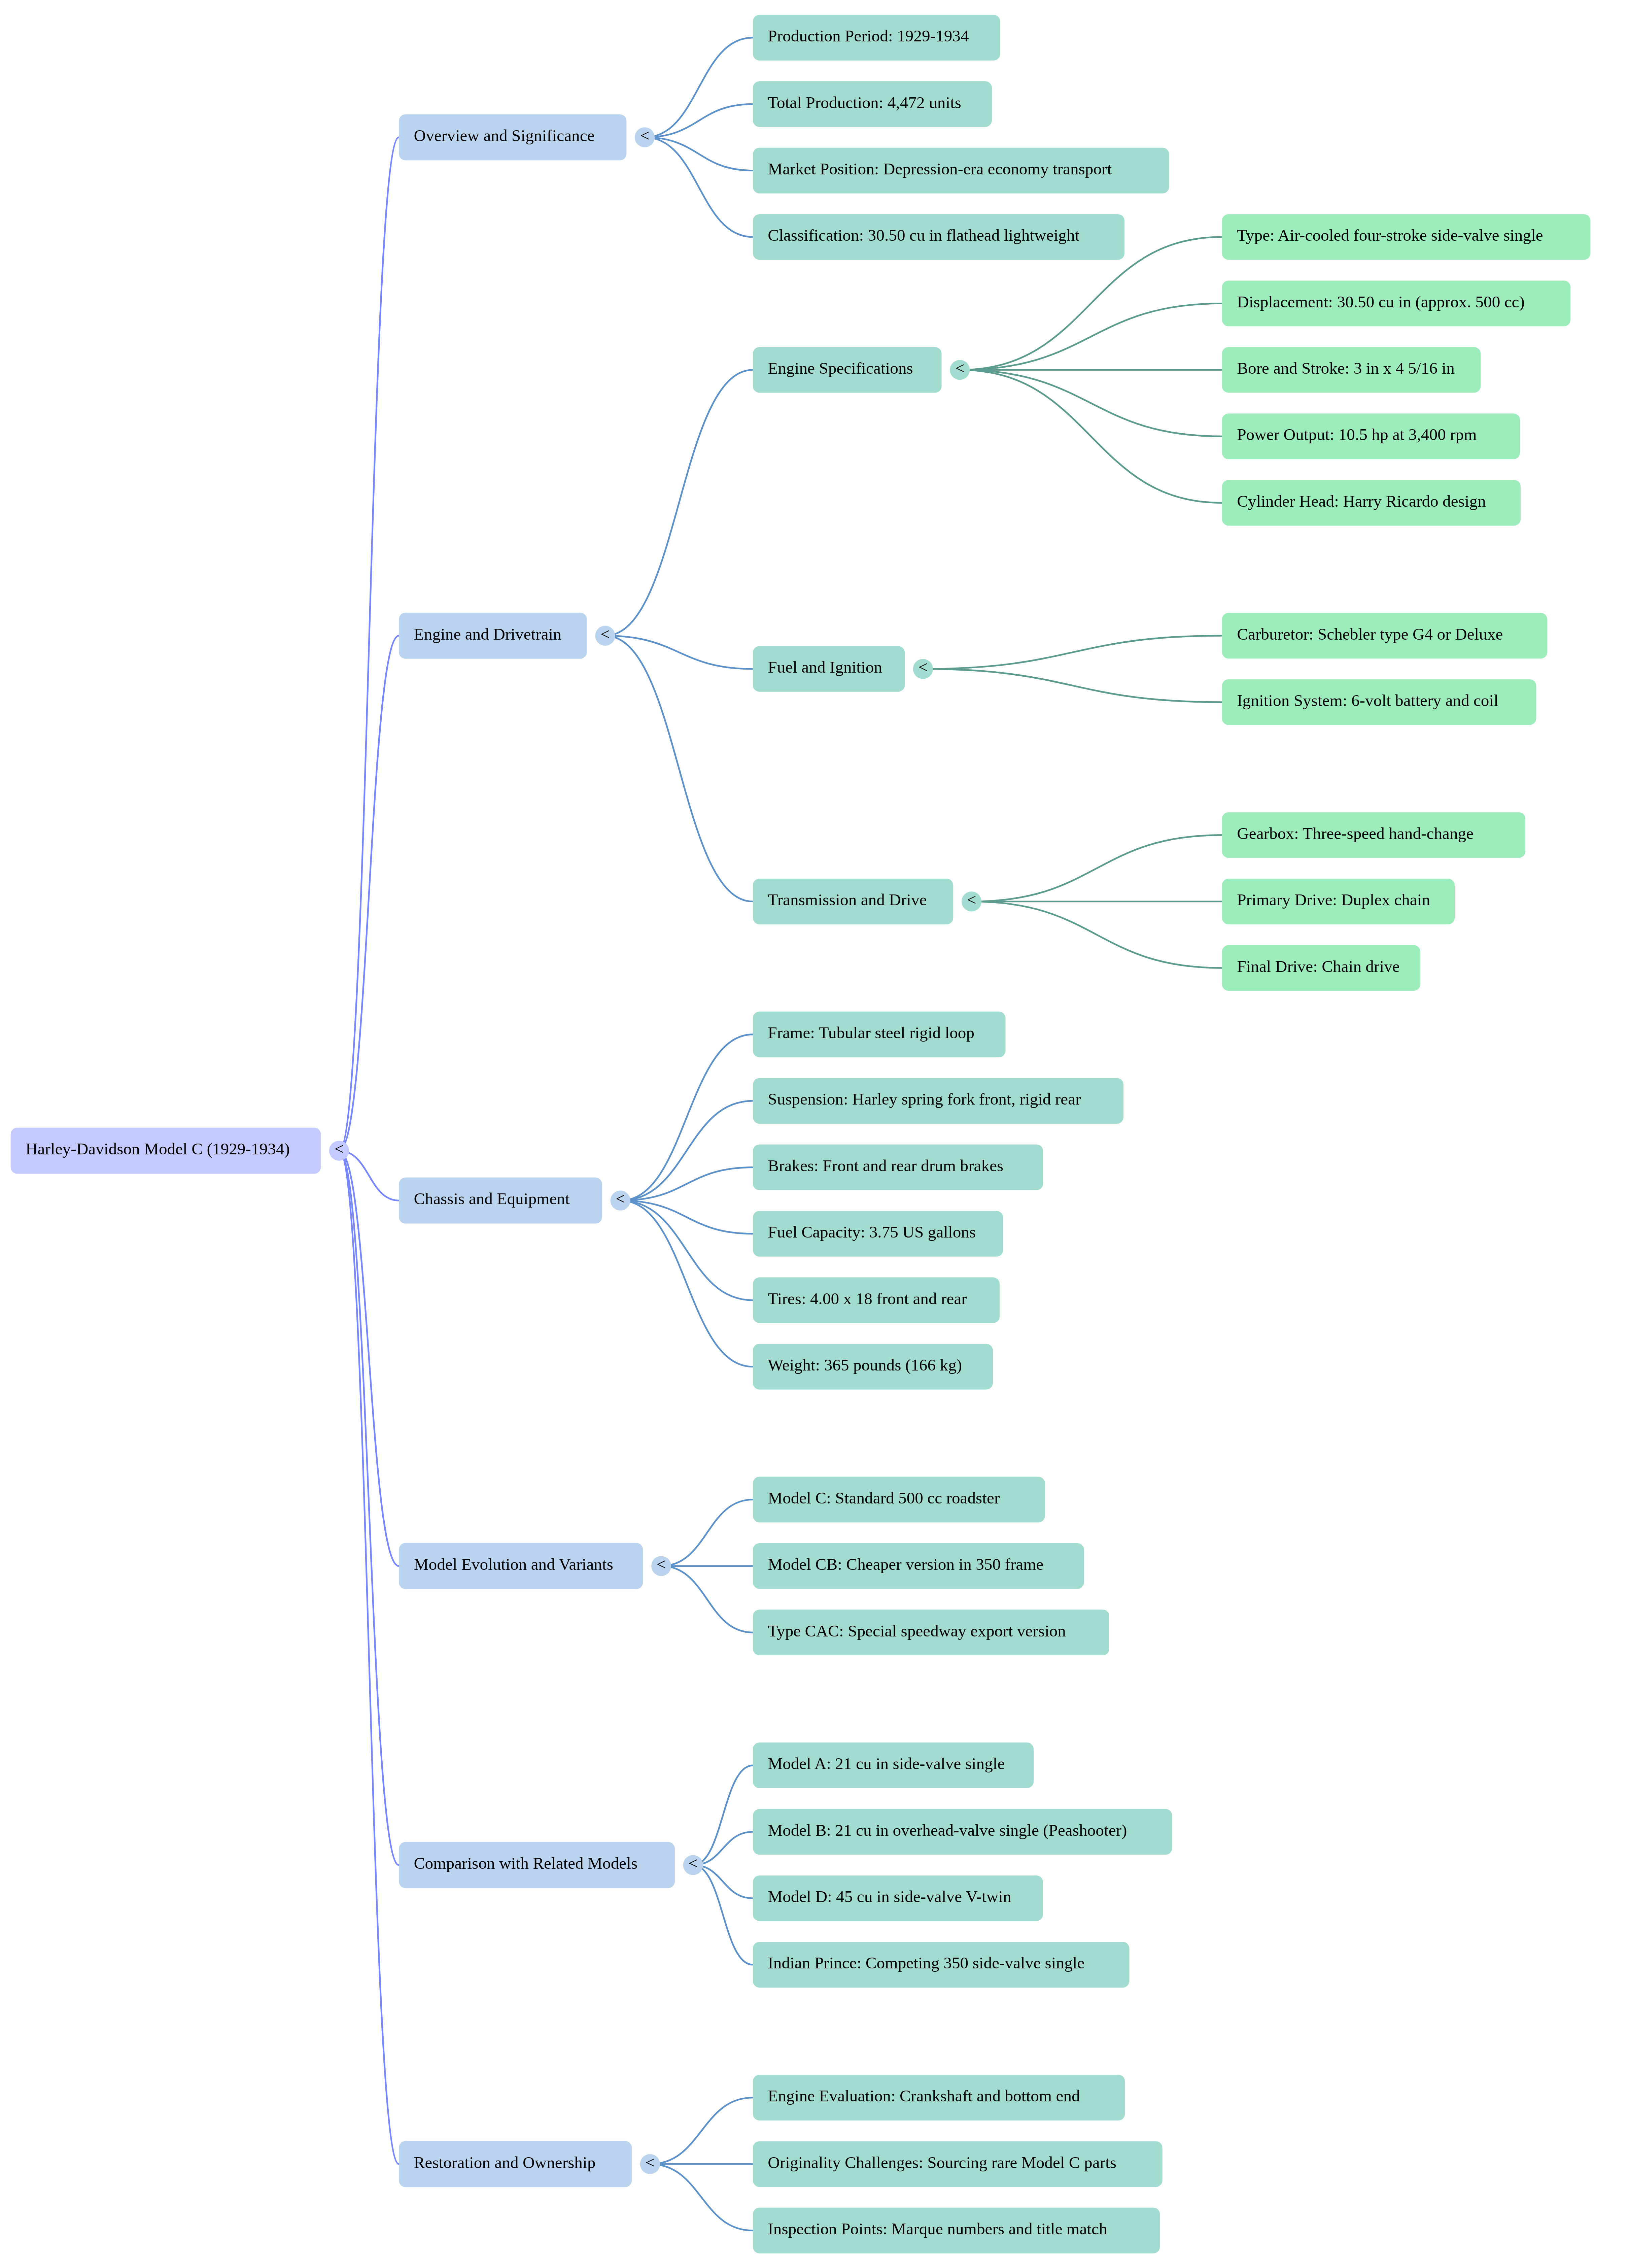 Harley-Davidson Model C (1929-1934)
<
Overview and Significance
<
Production Period: 1929-1934
Total Production: 4,472 units
Market Position: Depression-era economy transport
Classification: 30.50 cu in flathead lightweight
Engine and Drivetrain
<
Engine Specifications
<
Type: Air-cooled four-stroke side-valve single
Displacement: 30.50 cu in (approx. 500 cc)
Bore and Stroke: 3 in x 4 5/16 in
Power Output: 10.5 hp at 3,400 rpm
Cylinder Head: Harry Ricardo design
Fuel and Ignition
<
Carburetor: Schebler type G4 or Deluxe
Ignition System: 6-volt battery and coil
Transmission and Drive
<
Gearbox: Three-speed hand-change
Primary Drive: Duplex chain
Final Drive: Chain drive
Chassis and Equipment
<
Frame: Tubular steel rigid loop
Suspension: Harley spring fork front, rigid rear
Brakes: Front and rear drum brakes
Fuel Capacity: 3.75 US gallons
Tires: 4.00 x 18 front and rear
Weight: 365 pounds (166 kg)
Model Evolution and Variants
<
Model C: Standard 500 cc roadster
Model CB: Cheaper version in 350 frame
Type CAC: Special speedway export version
Comparison with Related Models
<
Model A: 21 cu in side-valve single
Model B: 21 cu in overhead-valve single (Peashooter)
Model D: 45 cu in side-valve V-twin
Indian Prince: Competing 350 side-valve single
Restoration and Ownership
<
Engine Evaluation: Crankshaft and bottom end
Originality Challenges: Sourcing rare Model C parts
Inspection Points: Marque numbers and title match